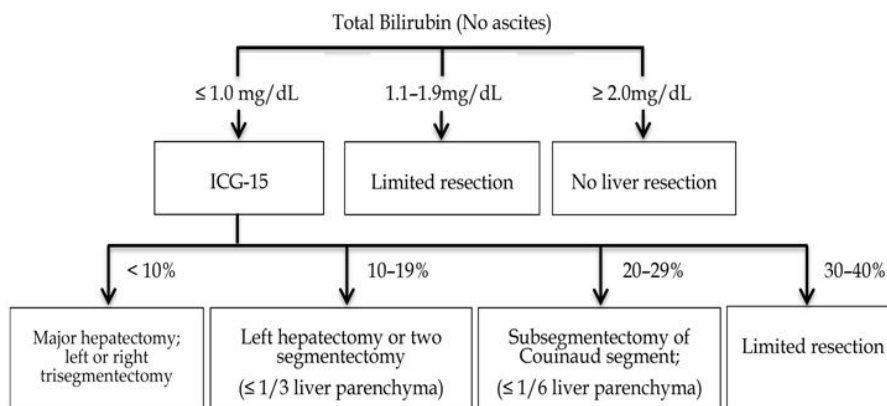 Total Bilirubin (No ascites)
≤ 1.0 mg/dL
1.1–1.9mg/dL
≥ 2.0mg/dL
ICG-15
Limited resection
No liver resection
< 10%
10–19%
20–29%
30–40%
Major hepatectomy;
left or right
trisegmentectomy
Left hepatectomy or two
segmentectomy
(≤ 1/3 liver parenchyma)
Subsegmentectomy of
Couinaud segment;
(≤ 1/6 liver parenchyma)
Limited resection